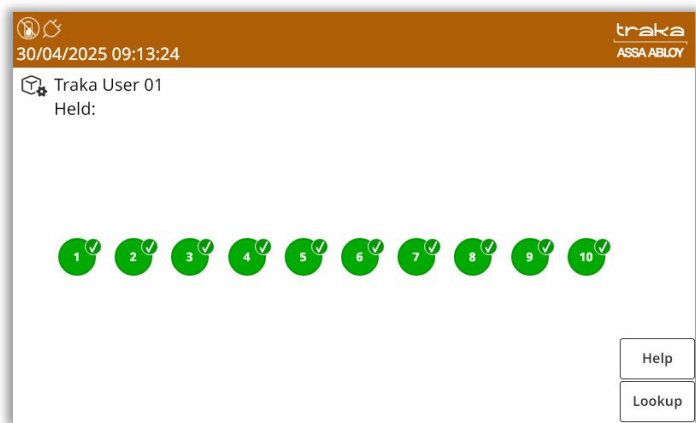 traka
30/04/2025 09:13:24
ASSA ABLOY
Traka User 01
Held:
1 2 3 4 5 6 7 8 9 10
Help
Lookup